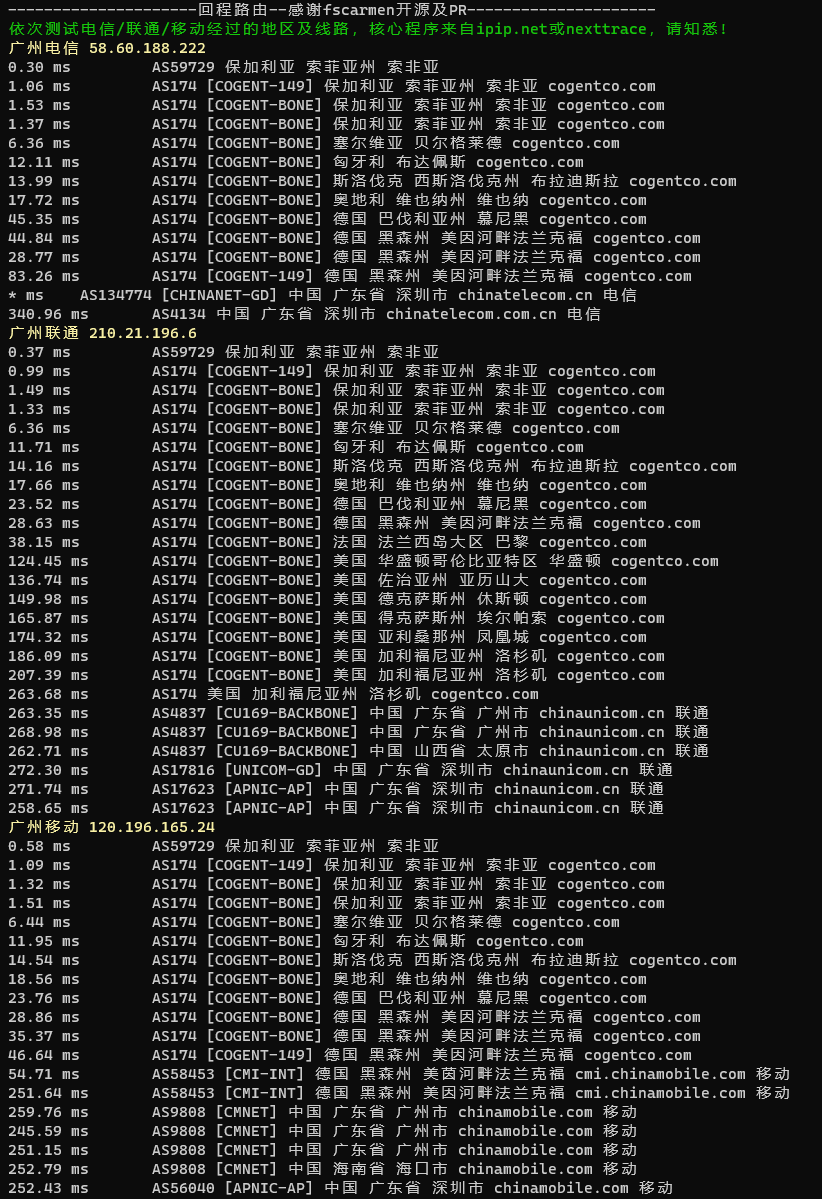 ---------------------回程路由--感谢fscarmen开源及PR---------------------
依次测试电信/联通/移动经过的地区及线路，核心程序来自ipip.net或nexttrace，请知悉!
广州电信 58.60.188.222
0.30 ms AS59729 保加利亚 索菲亚州 索非亚
1.06 ms AS174 [COGENT-149] 保加利亚 索菲亚州 索非亚 cogentco.com
1.53 ms AS174 [COGENT-BONE] 保加利亚 索菲亚州 索非亚 cogentco.com
1.37 ms AS174 [COGENT-BONE] 保加利亚 索菲亚州 索非亚 cogentco.com
6.36 ms AS174 [COGENT-BONE] 塞尔维亚 贝尔格莱德 cogentco.com
12.11 ms AS174 [COGENT-BONE] 匈牙利 布达佩斯 cogentco.com
13.99 ms AS174 [COGENT-BONE] 斯洛伐克 西斯洛伐克州 布拉迪斯拉 cogentco.com
17.72 ms AS174 [COGENT-BONE] 奥地利 维也纳州 维也纳 cogentco.com
45.35 ms AS174 [COGENT-BONE] 德国 巴伐利亚州 慕尼黑 cogentco.com
44.84 ms AS174 [COGENT-BONE] 德国 黑森州 美因河畔法兰克福 cogentco.com
28.77 ms AS174 [COGENT-BONE] 德国 黑森州 美因河畔法兰克福 cogentco.com
83.26 ms AS174 [COGENT-149] 德国 黑森州 美因河畔法兰克福 cogentco.com
* ms AS134774 [CHINANET-GD] 中国 广东省 深圳市 chinatelecom.cn 电信
340.96 ms AS4134 中国 广东省 深圳市 chinatelecom.com.cn 电信
广州联通 210.21.196.6
0.37 ms AS59729 保加利亚 索菲亚州 索非亚
0.99 ms AS174 [COGENT-149] 保加利亚 索菲亚州 索非亚 cogentco.com
1.49 ms AS174 [COGENT-BONE] 保加利亚 索菲亚州 索非亚 cogentco.com
1.33 ms AS174 [COGENT-BONE] 保加利亚 索菲亚州 索非亚 cogentco.com
6.36 ms AS174 [COGENT-BONE] 塞尔维亚 贝尔格莱德 cogentco.com
11.71 ms AS174 [COGENT-BONE] 匈牙利 布达佩斯 cogentco.com
14.16 ms AS174 [COGENT-BONE] 斯洛伐克 西斯洛伐克州 布拉迪斯拉 cogentco.com
17.66 ms AS174 [COGENT-BONE] 奥地利 维也纳州 维也纳 cogentco.com
23.52 ms AS174 [COGENT-BONE] 德国 巴伐利亚州 慕尼黑 cogentco.com
28.63 ms AS174 [COGENT-BONE] 德国 黑森州 美因河畔法兰克福 cogentco.com
38.15 ms AS174 [COGENT-BONE] 法国 法兰西岛大区 巴黎 cogentco.com
124.45 ms AS174 [COGENT-BONE] 美国 华盛顿哥伦比亚特区 华盛顿 cogentco.com
136.74 ms AS174 [COGENT-BONE] 美国 佐治亚州 亚历山大 cogentco.com
149.98 ms AS174 [COGENT-BONE] 美国 德克萨斯州 休斯顿 cogentco.com
165.87 ms AS174 [COGENT-BONE] 美国 得克萨斯州 埃尔帕索 cogentco.com
174.32 ms AS174 [COGENT-BONE] 美国 亚利桑那州 凤凰城 cogentco.com
186.09 ms AS174 [COGENT-BONE] 美国 加利福尼亚州 洛杉矶 cogentco.com
207.39 ms AS174 [COGENT-BONE] 美国 加利福尼亚州 洛杉矶 cogentco.com
263.68 ms AS174 美国 加利福尼亚州 洛杉矶 cogentco.com
263.35 ms AS4837 [CU169-BACKBONE] 中国 广东省 广州市 chinaunicom.cn 联通
268.98 ms AS4837 [CU169-BACKBONE] 中国 广东省 广州市 chinaunicom.cn 联通
262.71 ms AS4837 [CU169-BACKBONE] 中国 山西省 太原市 chinaunicom.cn 联通
272.30 ms AS17816 [UNICOM-GD] 中国 广东省 深圳市 chinaunicom.cn 联通
271.74 ms AS17623 [APNIC-AP] 中国 广东省 深圳市 chinaunicom.cn 联通
258.65 ms AS17623 [APNIC-AP] 中国 广东省 深圳市 chinaunicom.cn 联通
广州移动 120.196.165.24
0.58 ms AS59729 保加利亚 索菲亚州 索非亚
1.09 ms AS174 [COGENT-149] 保加利亚 索菲亚州 索非亚 cogentco.com
1.32 ms AS174 [COGENT-BONE] 保加利亚 索菲亚州 索非亚 cogentco.com
1.51 ms AS174 [COGENT-BONE] 保加利亚 索菲亚州 索非亚 cogentco.com
6.44 ms AS174 [COGENT-BONE] 塞尔维亚 贝尔格莱德 cogentco.com
11.95 ms AS174 [COGENT-BONE] 匈牙利 布达佩斯 cogentco.com
14.54 ms AS174 [COGENT-BONE] 斯洛伐克 西斯洛伐克州 布拉迪斯拉 cogentco.com
18.56 ms AS174 [COGENT-BONE] 奥地利 维也纳州 维也纳 cogentco.com
23.76 ms AS174 [COGENT-BONE] 德国 巴伐利亚州 慕尼黑 cogentco.com
28.86 ms AS174 [COGENT-BONE] 德国 黑森州 美因河畔法兰克福 cogentco.com
35.37 ms AS174 [COGENT-BONE] 德国 黑森州 美因河畔法兰克福 cogentco.com
46.64 ms AS174 [COGENT-149] 德国 黑森州 美因河畔法兰克福 cogentco.com
54.71 ms AS58453 [CMI-INT] 德国 黑森州 美茵河畔法兰克福 cmi.chinamobile.com 移动
251.64 ms AS58453 [CMI-INT] 德国 黑森州 美因河畔法兰克福 cmi.chinamobile.com 移动
259.76 ms AS9808 [CMNET] 中国 广东省 广州市 chinamobile.com 移动
245.59 ms AS9808 [CMNET] 中国 广东省 广州市 chinamobile.com 移动
251.15 ms AS9808 [CMNET] 中国 广东省 广州市 chinamobile.com 移动
252.79 ms AS9808 [CMNET] 中国 海南省 海口市 chinamobile.com 移动
252.43 ms AS56040 [APNIC-AP] 中国 广东省 深圳市 chinamobile.com 移动